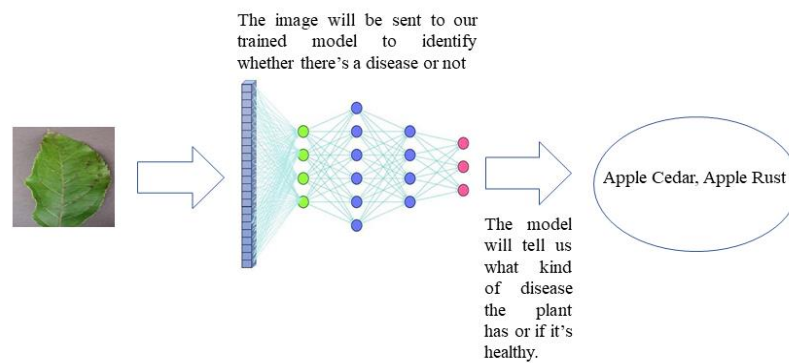 The image will be sent to our
trained model to identify
whether there's a disease or not
Apple Cedar, Apple Rust
The model
will tell us
what kind
of disease
the plant
has or if it's
healthy.